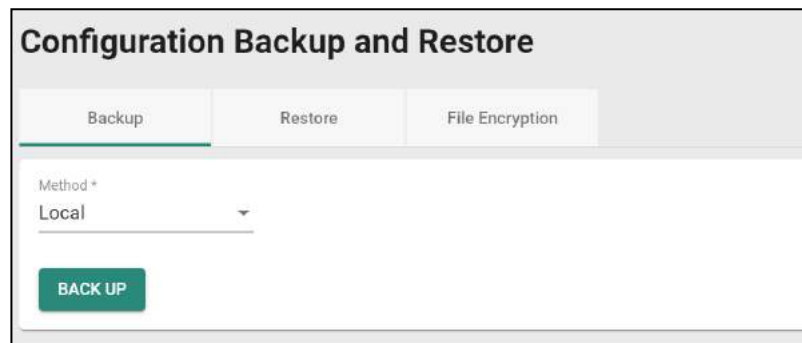 Configuration Backup and Restore
Backup Restore File Encryption
Method *
Local
BACK UP